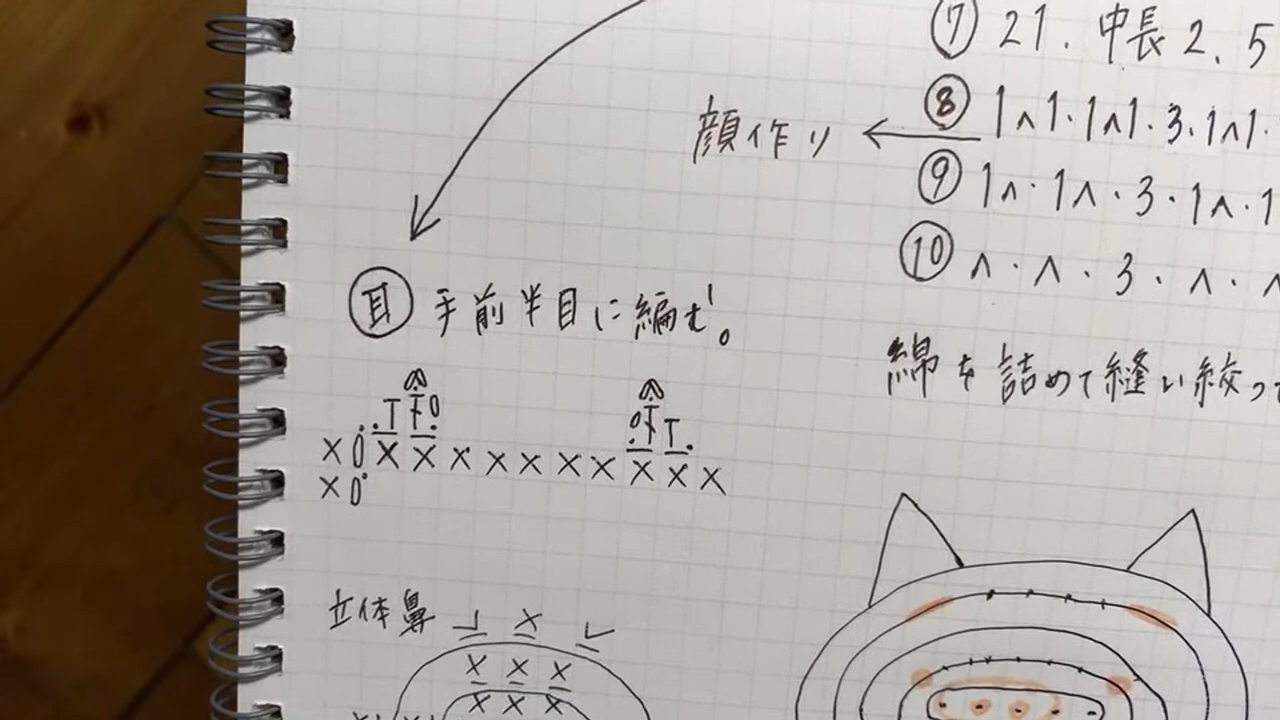 ⑦ 21. 中長2. 5
⑧ 1∧1・1∧1・3・1∧1・
顔作り ←
⑨ 1∧・1∧・3・1∧・1
⑩ ∧・∧・3・∧・∧
耳 手前半目に編む。
綿を詰めて縫い絞って
× × × × × × × × × × ×
× 0
立体鼻